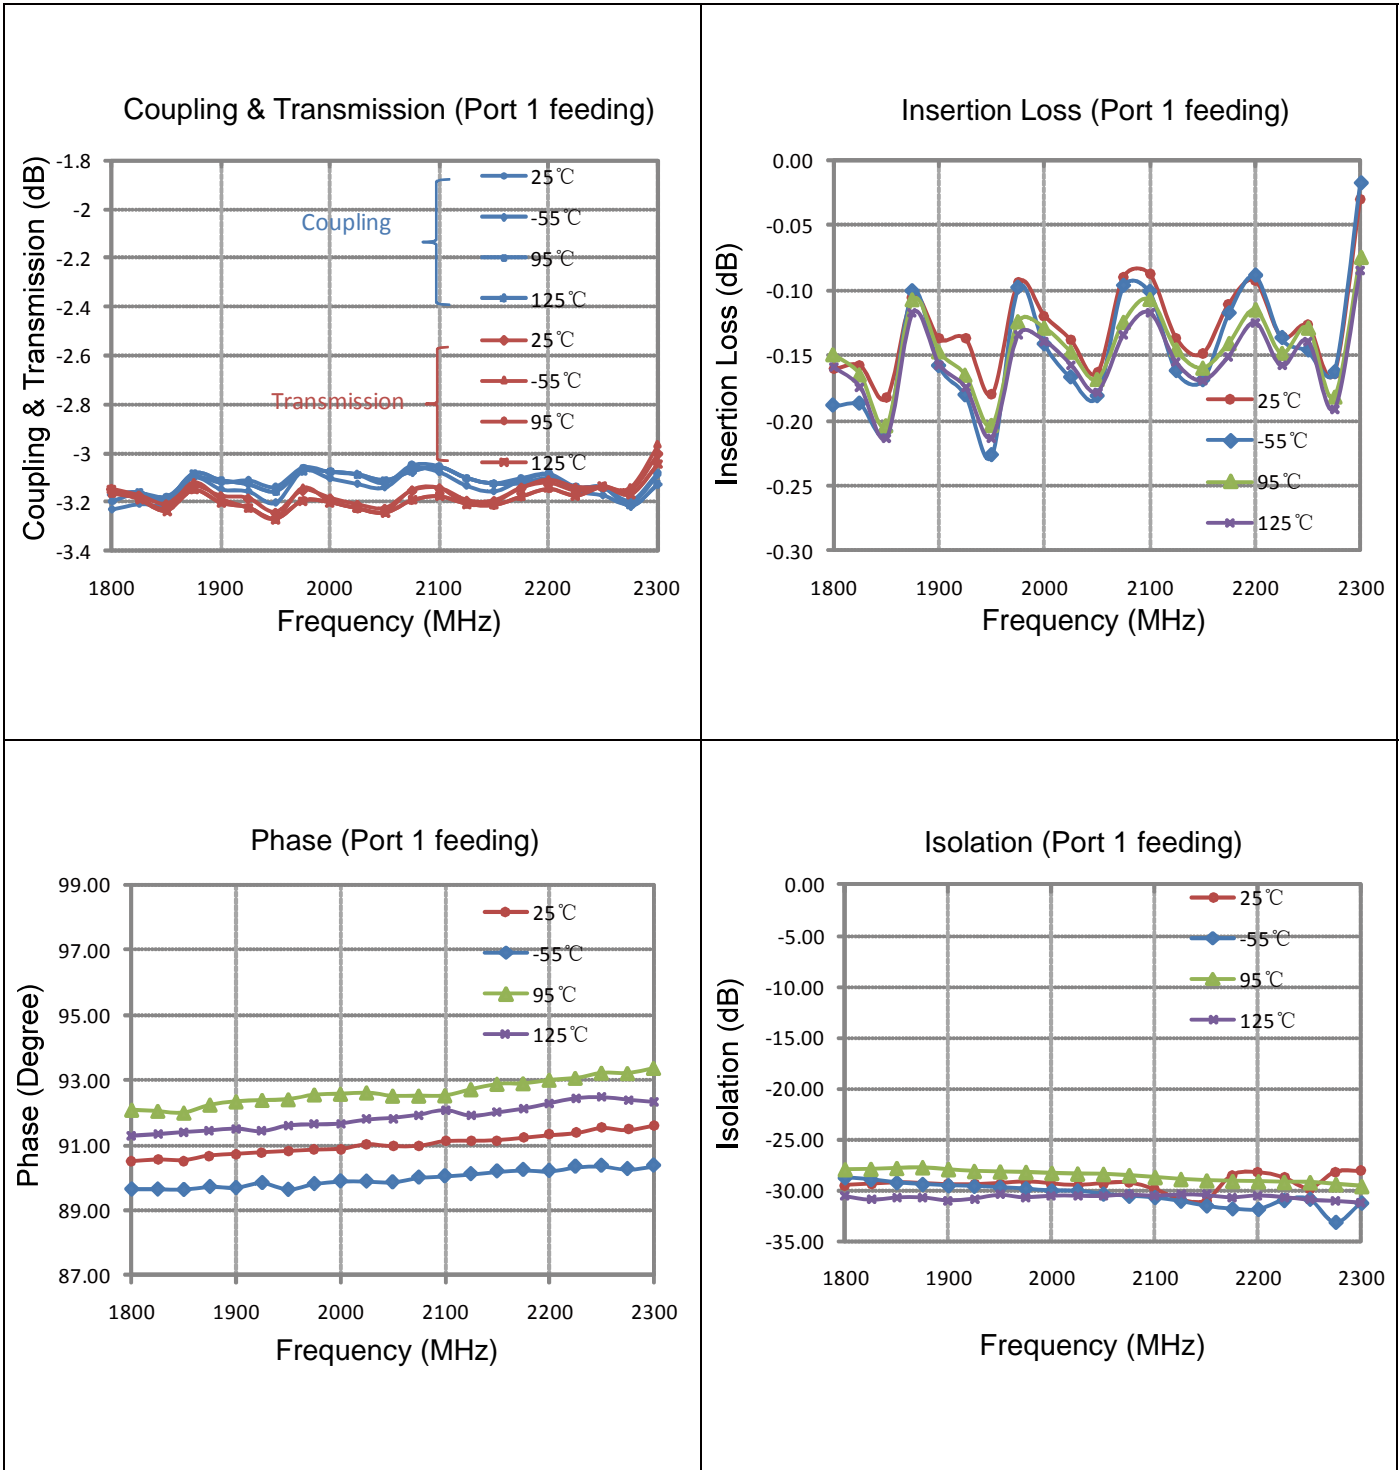 Coupling & Transmission (Port 1 feeding)
Coupling & Transmission (dB)
-1.8
-2
-2.2
-2.4
-2.6
-2.8
-3
-3.2
-3.4
25℃
-55℃
95℃
125℃
25℃
-55℃
95℃
125℃
Coupling
Transmission
1800 1900 2000 2100 2200 2300
Frequency (MHz)
Insertion Loss (Port 1 feeding)
Insertion Loss (dB)
0.00
-0.05
-0.10
-0.15
-0.20
-0.25
-0.30
25℃
-55℃
95℃
125℃
1800 1900 2000 2100 2200 2300
Frequency (MHz)
Phase (Port 1 feeding)
Phase (Degree)
99.00
97.00
95.00
93.00
91.00
89.00
87.00
25℃
-55℃
95℃
125℃
1800 1900 2000 2100 2200 2300
Frequency (MHz)
Isolation (Port 1 feeding)
Isolation (dB)
0.00
-5.00
-10.00
-15.00
-20.00
-25.00
-30.00
-35.00
25℃
-55℃
95℃
125℃
1800 1900 2000 2100 2200 2300
Frequency (MHz)